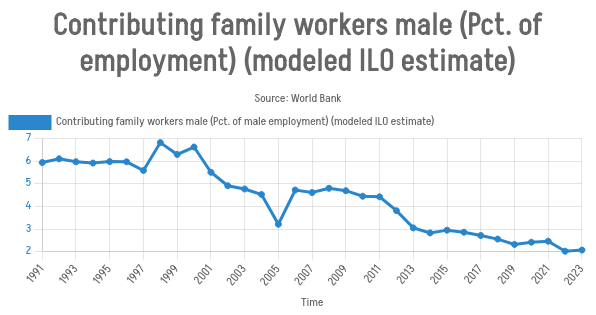 Contributing family workers male (Pct. of
employment) (modeled ILO estimate)
Source: World Bank
Contributing family workers male (Pct. of male employment) (modeled ILO estimate)
7
6
5
4
3
2
1991 1993 1995 1997 1999 2001 2003 2005 2007 2009 2011 2013 2015 2017 2019 2021 2023
Time